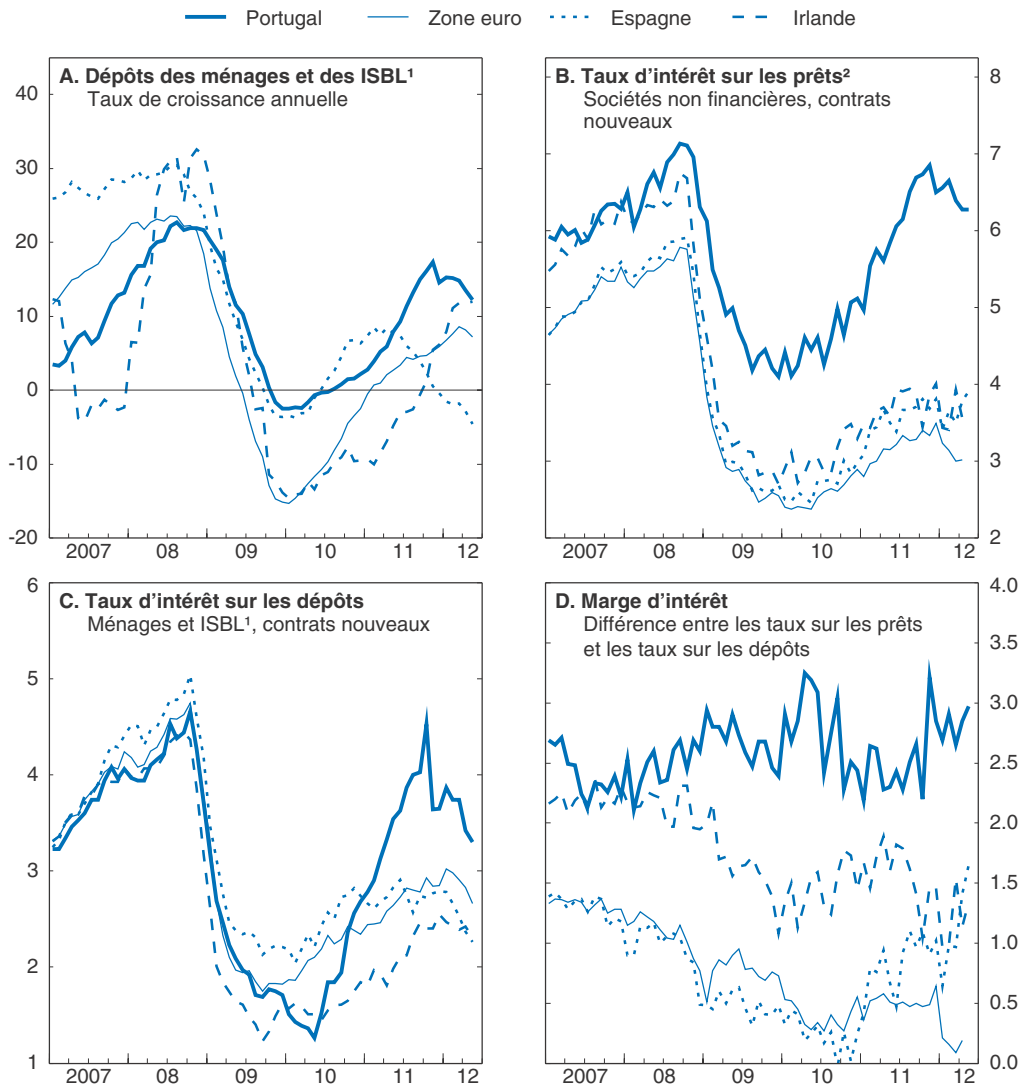 Portugal Zone euro Espagne Irlande
A. Dépôts des ménages et des ISBL¹
Taux de croissance annuelle
40
30
20
10
0
-10
-20
2007 08 09 10 11 12
B. Taux d'intérêt sur les prêts²
Sociétés non financières, contrats
nouveaux
8
7
6
5
4
3
2
2007 08 09 10 11 12
C. Taux d'intérêt sur les dépôts
Ménages et ISBL¹, contrats nouveaux
6
5
4
3
2
1
2007 08 09 10 11 12
D. Marge d'intérêt
Différence entre les taux sur les prêts
et les taux sur les dépôts
4.0
3.5
3.0
2.5
2.0
1.5
1.0
0.5
0.0
2007 08 09 10 11 12